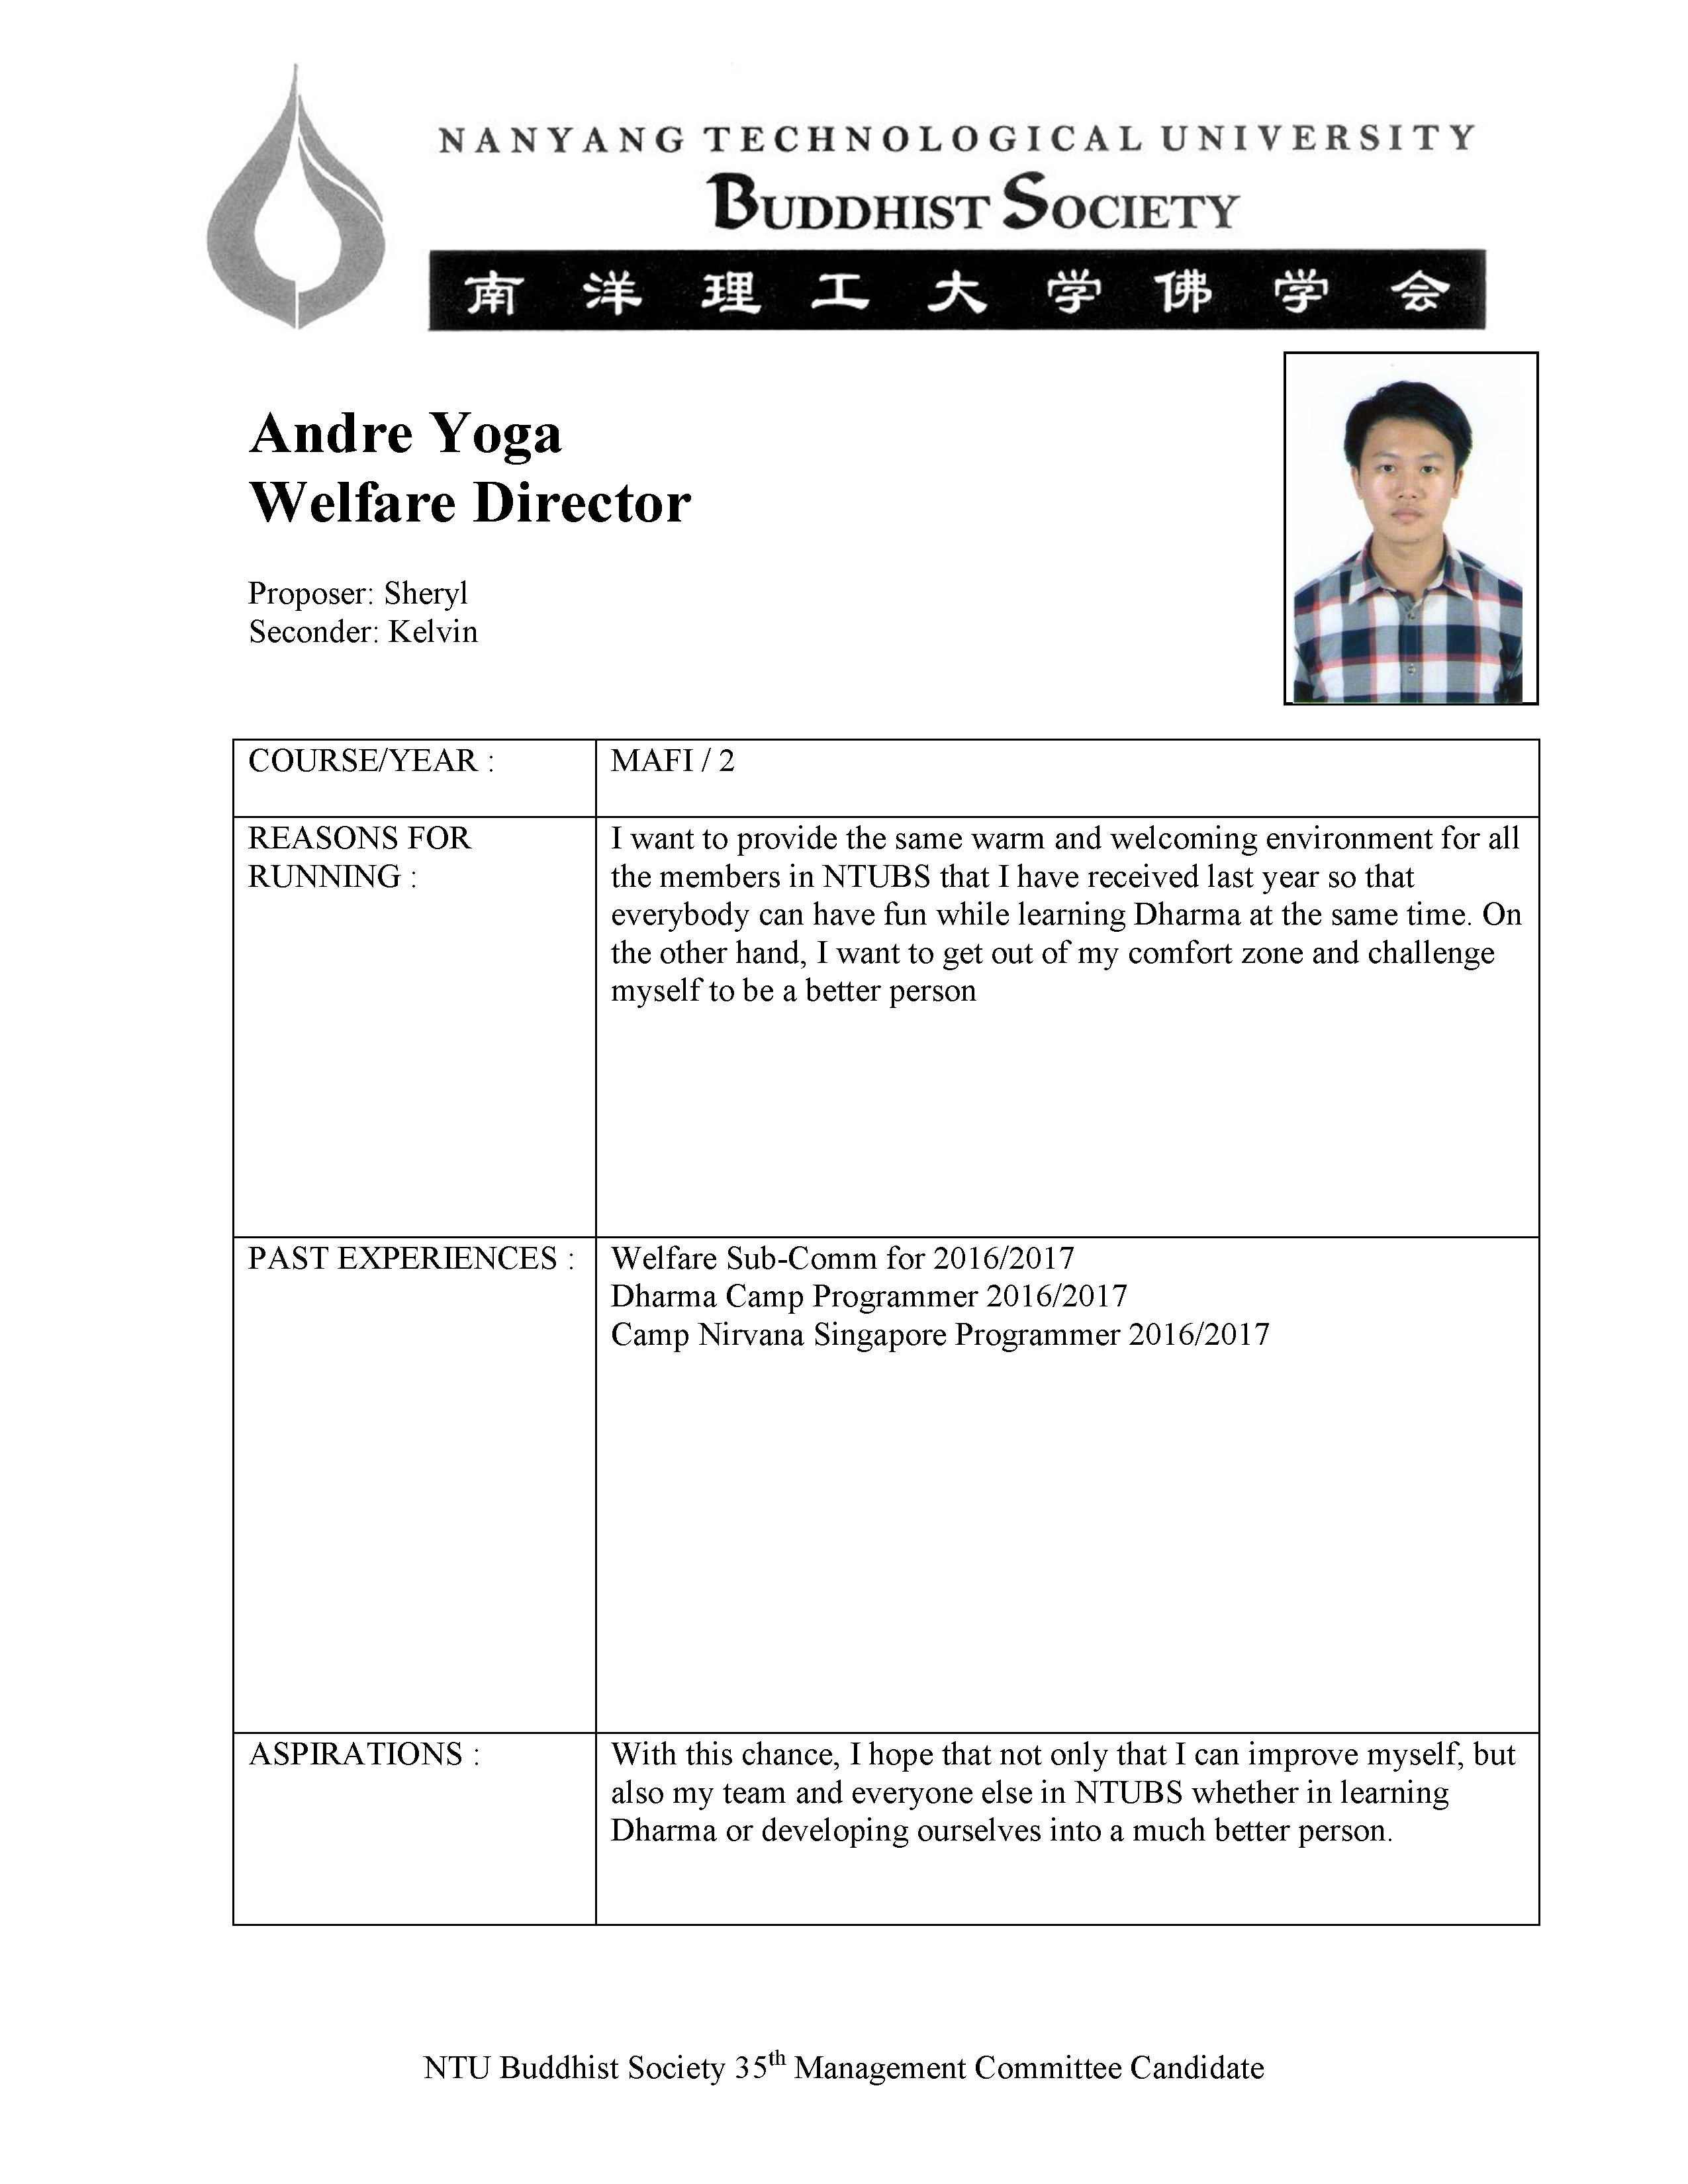 NANYANG TECHNOLOGICAL UNIVERSITY
BUDDHIST SOCIETY
南洋理工大学佛学会
Andre Yoga
Welfare Director
Proposer: Sheryl
Seconder: Kelvin
COURSE/YEAR :
MAFI / 2
REASONS FOR
RUNNING :
I want to provide the same warm and welcoming environment for all
the members in NTUBS that I have received last year so that
everybody can have fun while learning Dharma at the same time. On
the other hand, I want to get out of my comfort zone and challenge
myself to be a better person
PAST EXPERIENCES :
Welfare Sub-Comm for 2016/2017
Dharma Camp Programmer 2016/2017
Camp Nirvana Singapore Programmer 2016/2017
ASPIRATIONS :
With this chance, I hope that not only that I can improve myself, but
also my team and everyone else in NTUBS whether in learning
Dharma or developing ourselves into a much better person.
NTU Buddhist Society 35th Management Committee Candidate